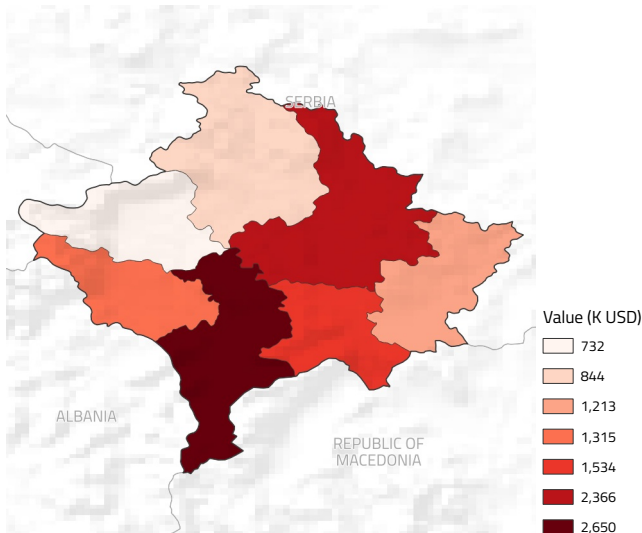 SERBIA
ALBANIA
REPUBLIC OF
MACEDONIA
Value (K USD)
732
844
1,213
1,315
1,534
2,366
2,650